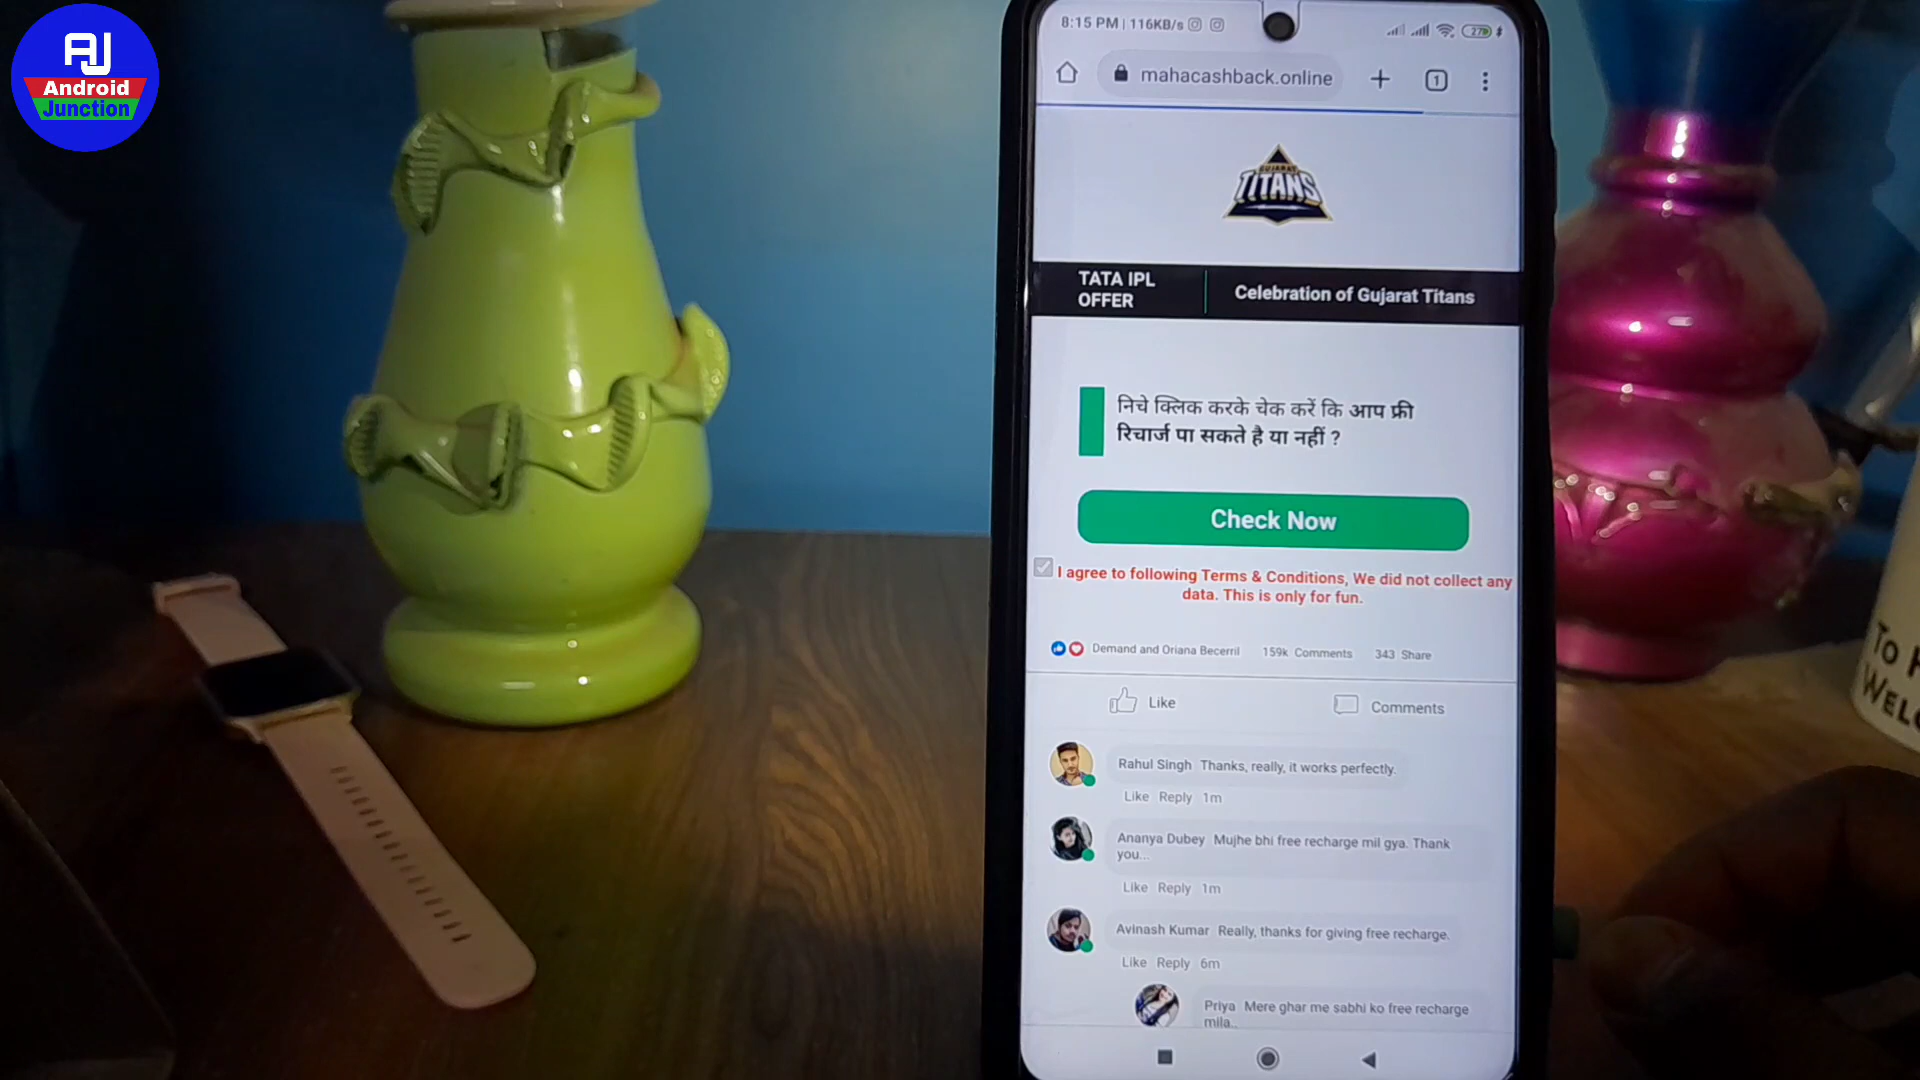 AJ
Android
Junction
8:15 PM | 116KB/s
27
mahacashback.online
1
GUJARAT
TITANS
TATA IPL
OFFER
Celebration of Gujarat Titans
निचे क्लिक करके चेक करें कि आप फ्री
रिचार्ज पा सकते है या नहीं ?
Check Now
I agree to following Terms & Conditions, We did not collect any
data. This is only for fun.
Demand and Oriana Becerril 159k Comments 343 Share
Like Comments
Rahul Singh Thanks, really, it works perfectly.
Like Reply 1m
Ananya Dubey Mujhe bhi free recharge mil gya. Thank
you...
Like Reply 1m
Avinash Kumar Really, thanks for giving free recharge.
Like Reply 6m
Priya Mere ghar me sabhi ko free recharge
mila..
To